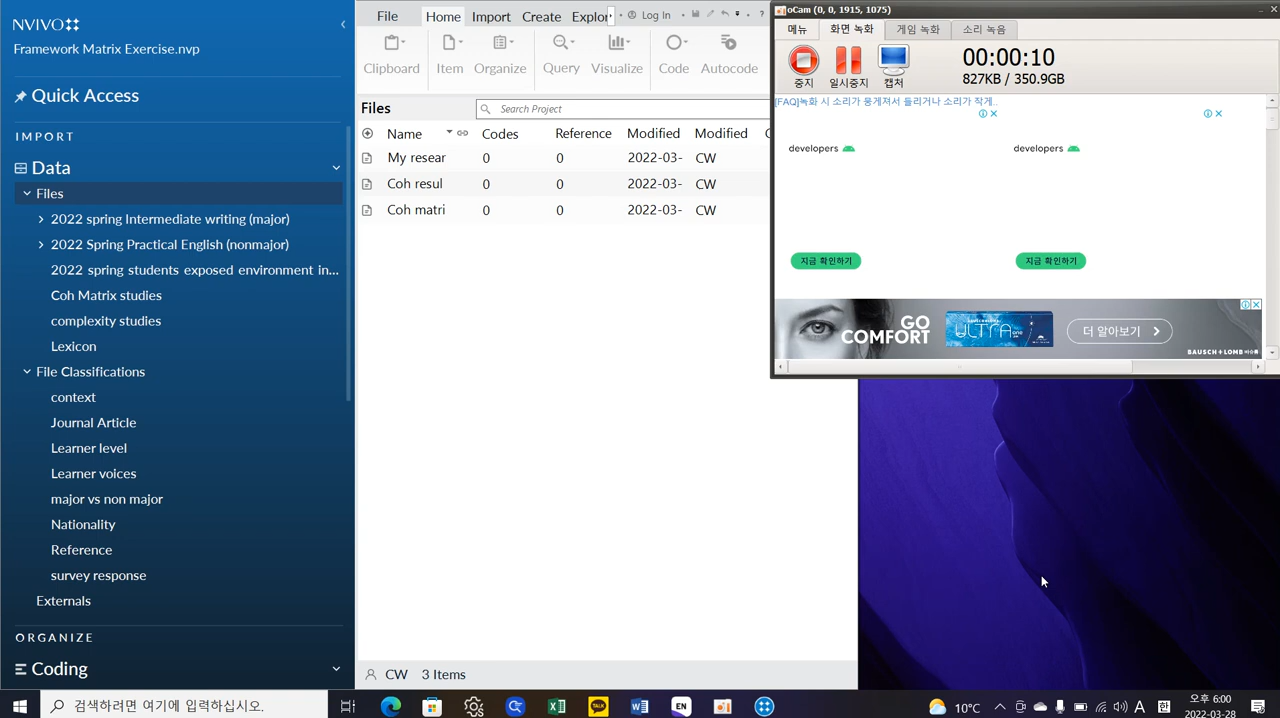 NVIVO
Framework Matrix Exercise.nvp
Quick Access
IMPORT
Data
Files
2022 spring Intermediate writing (major)
2022 Spring Practical English (nonmajor)
2022 spring students exposed environment in...
Coh Matrix studies
complexity studies
Lexicon
File Classifications
context
Journal Article
Learner level
Learner voices
major vs non major
Nationality
Reference
survey response
Externals
ORGANIZE
Coding
File Home Import Create Explor Log In ?
Clipboard Item Organize Query Visualize Code Autocode
Files
Search Project
Name Codes Reference Modified Modified C
My resear 0 0 2022-03- CW
Coh resul 0 0 2022-03- CW
Coh matri 0 0 2022-03- CW
CW 3 Items
oCam (0, 0, 1915, 1075)
메뉴 화면 녹화 게임 녹화 소리 녹음
중지 일시중지 캡처
00:00:10
827KB / 350.9GB
[FAQ]녹화 시 소리가 뭉게져서 들리거나 소리가 작게..
developers developers
지금 확인하기 지금 확인하기
GO
COMFORT
ULTRA one
더 알아보기
BAUSCH+LOMB
검색하려면 여기에 입력하십시오.
TALK
EN
10°C
A
한
오후 6:00
2022-03-28